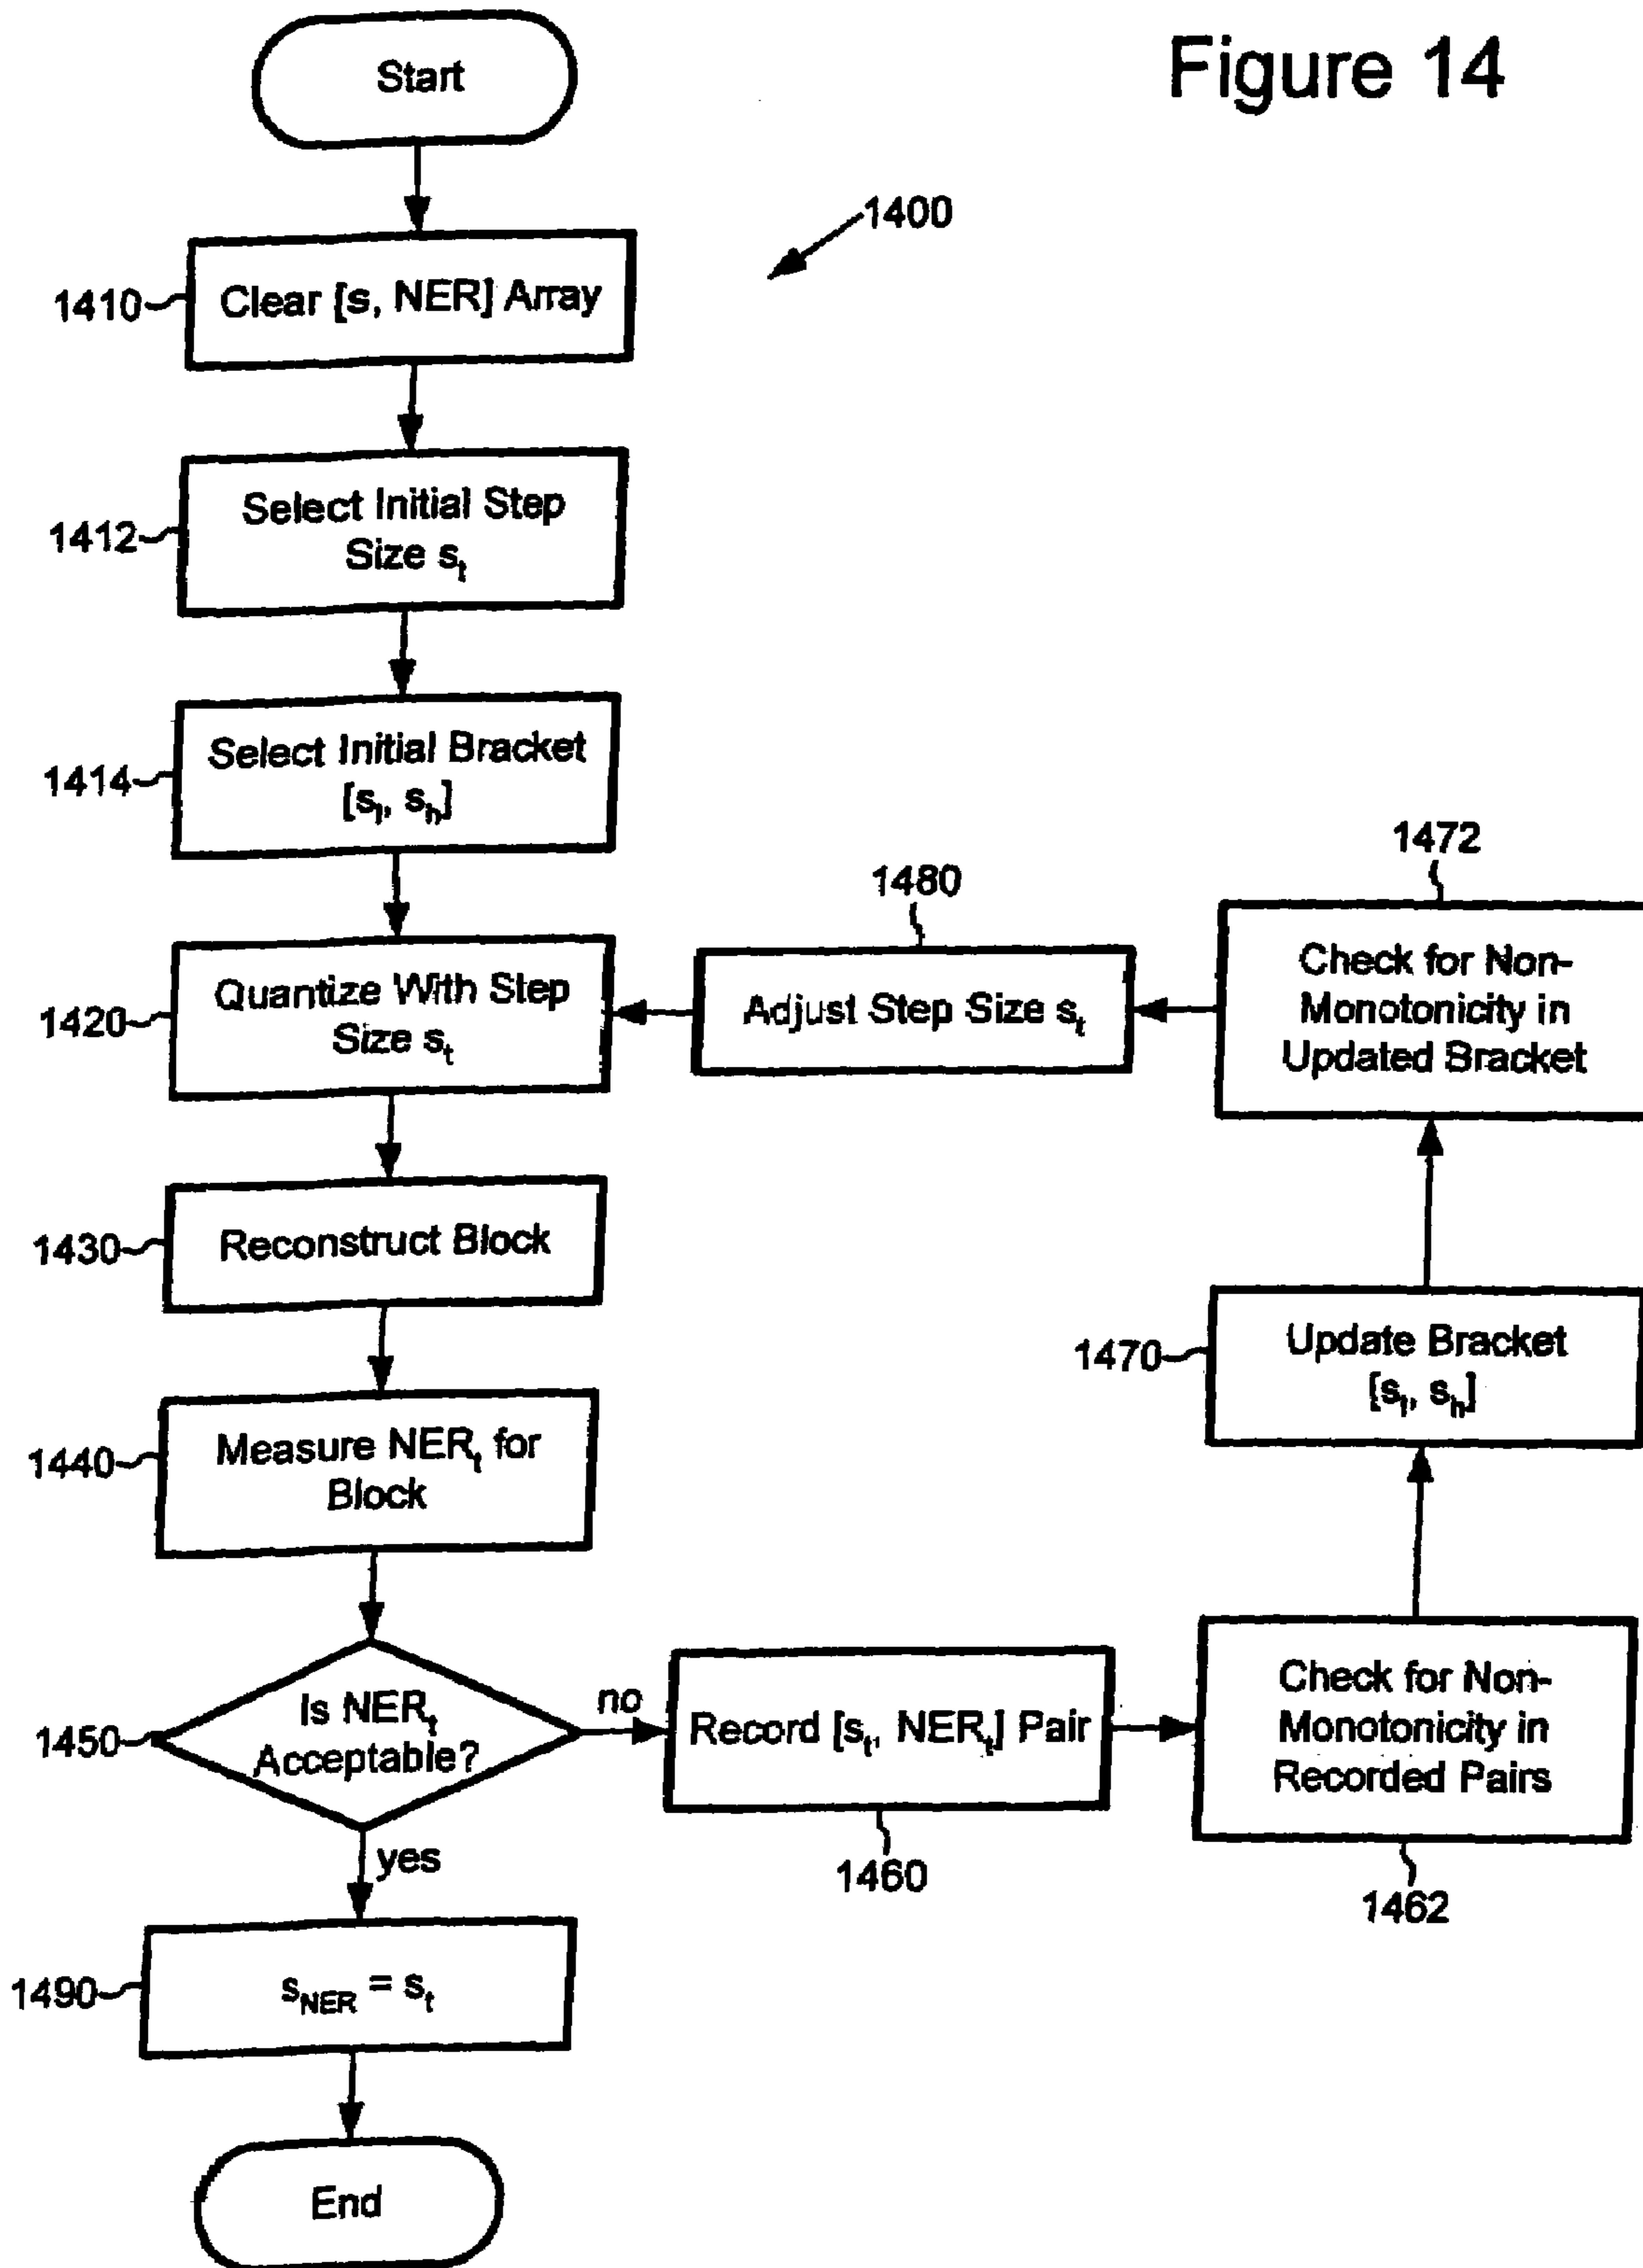 Figure 14
Start
1400
1410
Clear [s, NER] Array
1412
Select Initial Step
Size s_t
1414
Select Initial Bracket
[s_l, s_h]
1472
1480
Check for Non-
Monotonicity in
Updated Bracket
Adjust Step Size s_t
1420
Quantize With Step
Size s_t
1430
Reconstruct Block
1470
Update Bracket
[s_l, s_h]
1440
Measure NER_t for
Block
1450
Is NER_t
Acceptable?
no
Record [s_t, NER_t] Pair
Check for Non-
Monotonicity in
Recorded Pairs
yes
1460
1462
1490
s_NER = s_t
End